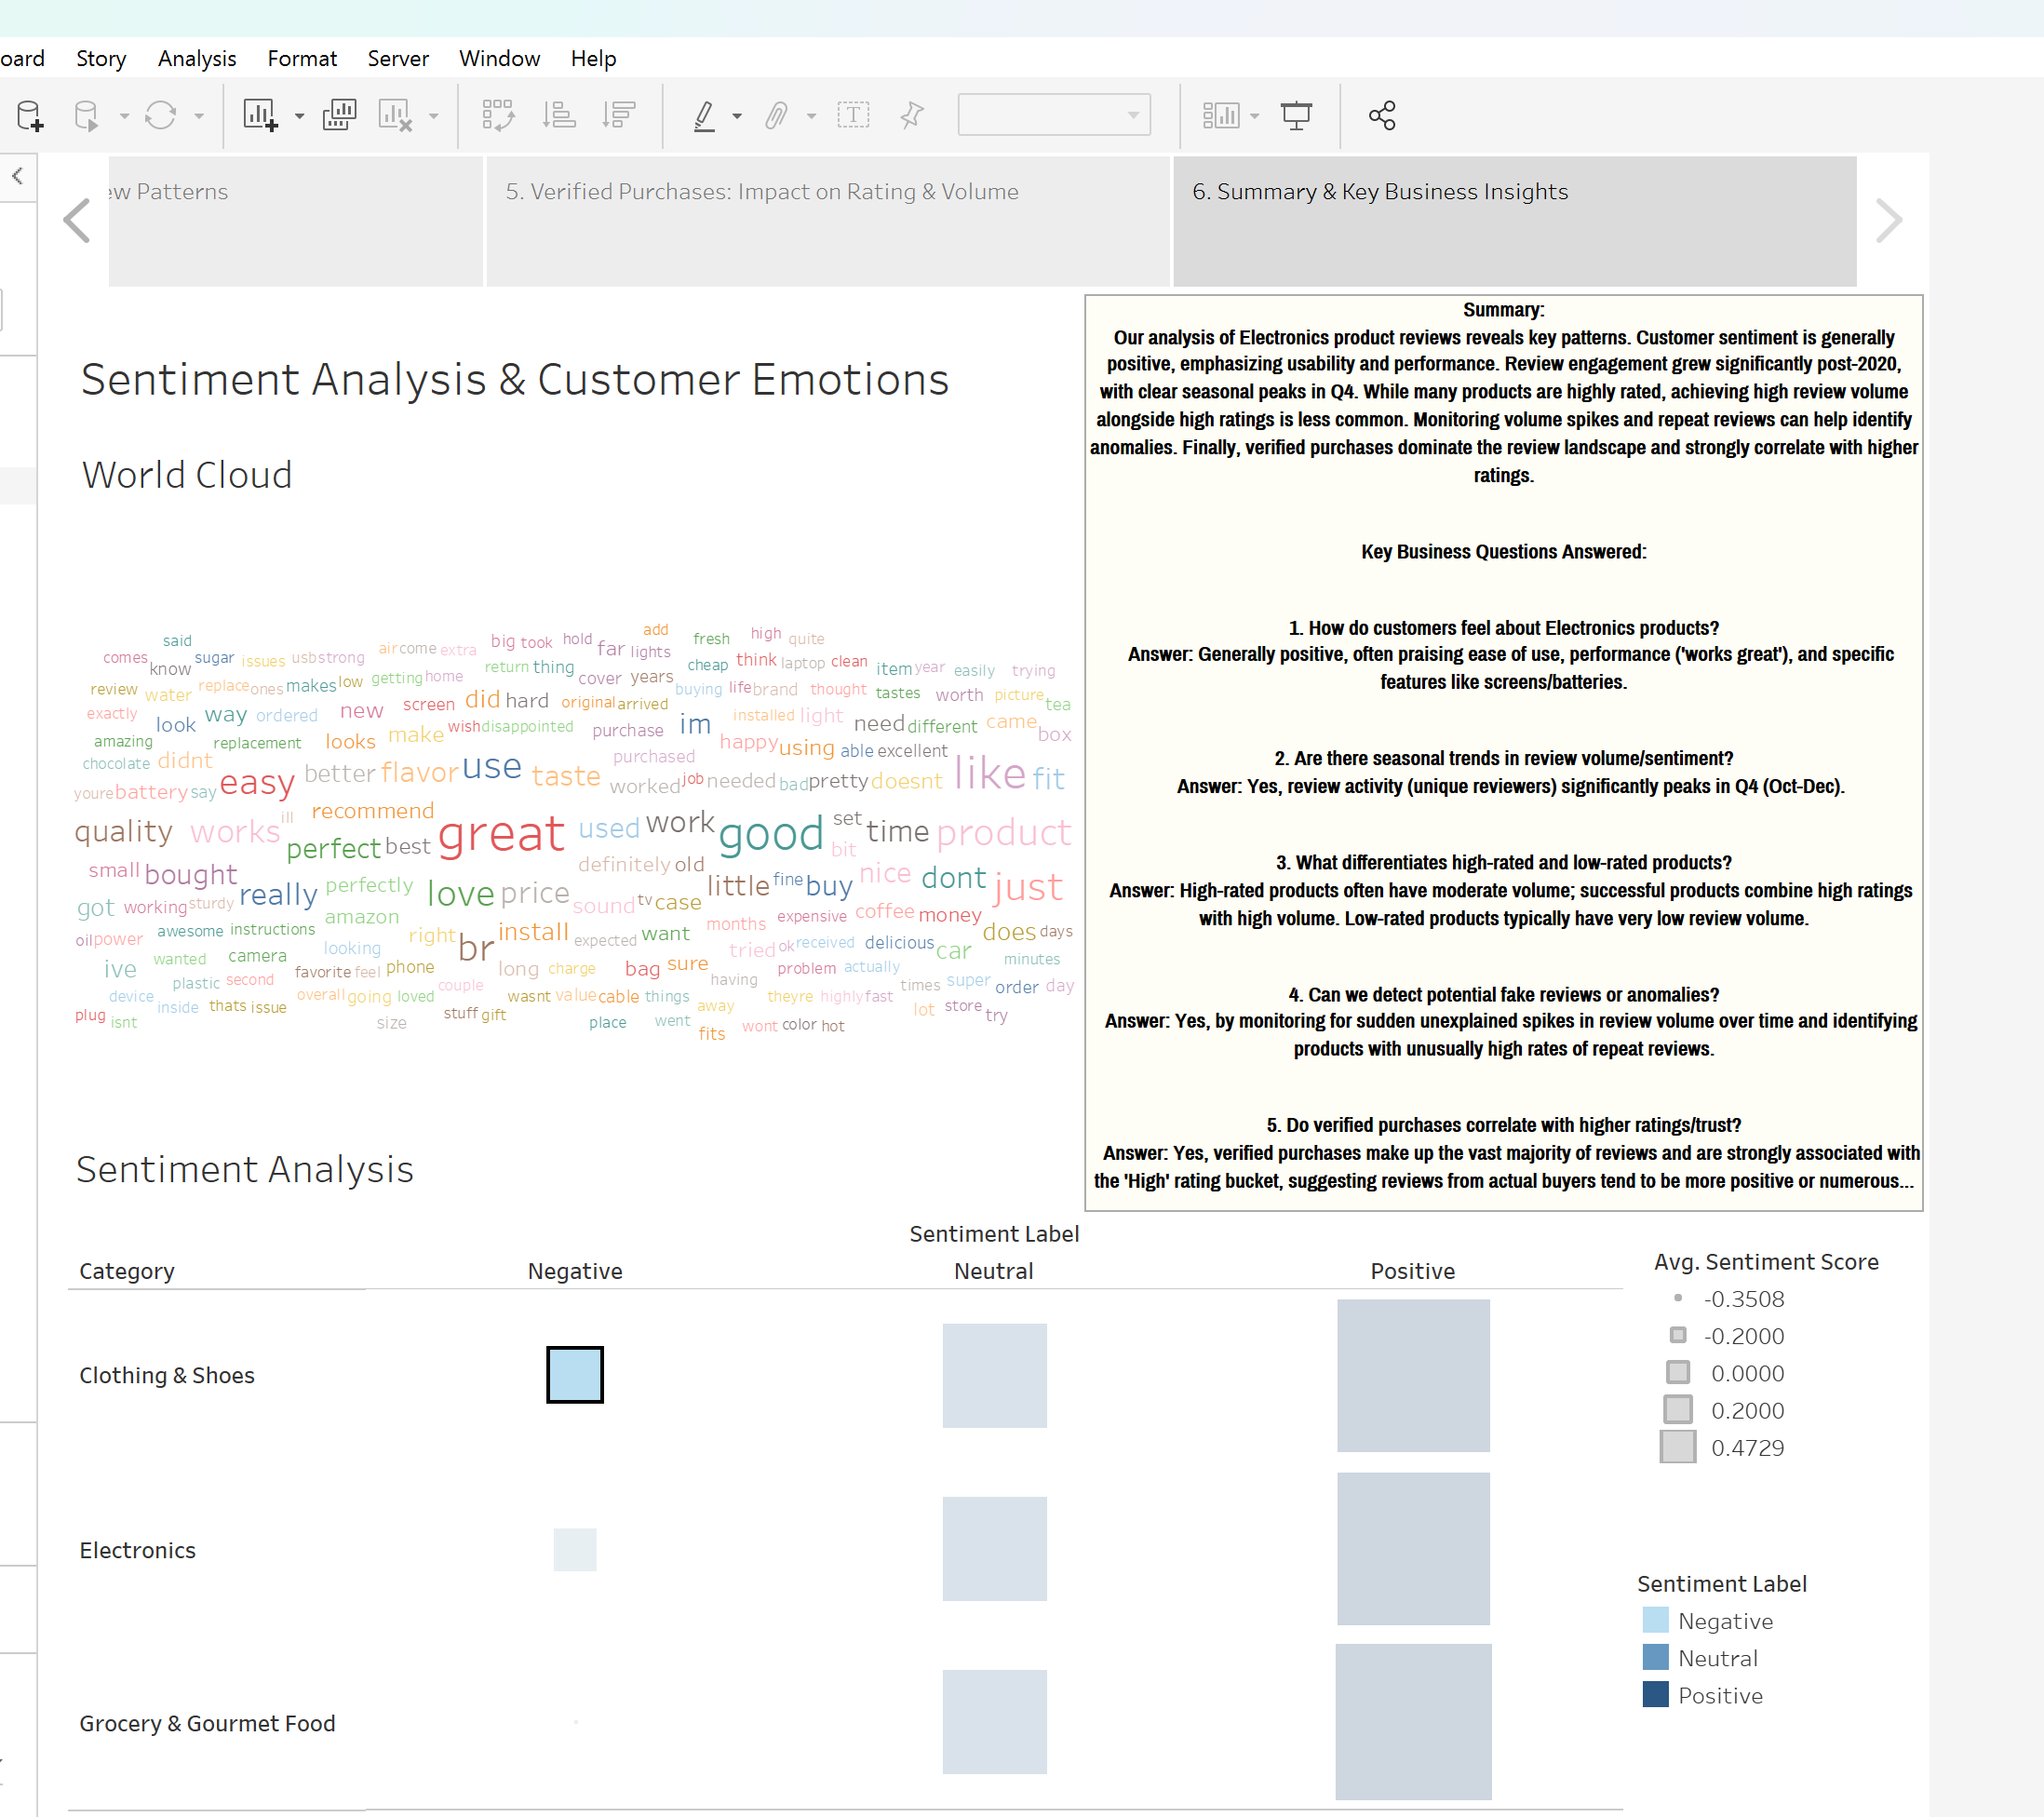 oard Story Analysis Format Server Window Help
ew Patterns
5. Verified Purchases: Impact on Rating & Volume
6. Summary & Key Business Insights
Sentiment Analysis & Customer Emotions
World Cloud
said add fresh high quite
big took hold far lights
comes know sugar issues usb strong air come extra
return thing cheap think laptop clean item year easily trying
review water replace ones makes low getting home cover years
buying life brand thought tastes worth picture tea
exactly look way ordered new screen did hard original arrived
wish disappointed purchase im installed light need different came box
amazing replacement looks make
happy using able excellent
chocolate didnt easy better flavor use taste purchased
worked job needed bad pretty doesnt like fit
youre battery say
recommend
quality works ill perfect best great used work good set bit time product
definitely old
small bought really perfectly love price little fine buy nice dont just
got working sturdy amazon sound tv case
expensive coffee money
oil power awesome instructions looking right br install expected want months
does days
tried ok received delicious car
ive wanted camera
favorite feel phone long charge bag sure having problem actually minutes
plastic second couple
times super order day
device inside thats issue overall going loved wasnt value cable things away theyre highly fast
plug isnt size stuff gift place went fits wont color hot lot store try
Summary:
Our analysis of Electronics product reviews reveals key patterns. Customer sentiment is generally
positive, emphasizing usability and performance. Review engagement grew significantly post-2020,
with clear seasonal peaks in Q4. While many products are highly rated, achieving high review volume
alongside high ratings is less common. Monitoring volume spikes and repeat reviews can help identify
anomalies. Finally, verified purchases dominate the review landscape and strongly correlate with higher
ratings.
Key Business Questions Answered:
1. How do customers feel about Electronics products?
Answer: Generally positive, often praising ease of use, performance ('works great'), and specific
features like screens/batteries.
2. Are there seasonal trends in review volume/sentiment?
Answer: Yes, review activity (unique reviewers) significantly peaks in Q4 (Oct-Dec).
3. What differentiates high-rated and low-rated products?
Answer: High-rated products often have moderate volume; successful products combine high ratings
with high volume. Low-rated products typically have very low review volume.
4. Can we detect potential fake reviews or anomalies?
Answer: Yes, by monitoring for sudden unexplained spikes in review volume over time and identifying
products with unusually high rates of repeat reviews.
5. Do verified purchases correlate with higher ratings/trust?
Answer: Yes, verified purchases make up the vast majority of reviews and are strongly associated with
the 'High' rating bucket, suggesting reviews from actual buyers tend to be more positive or numerous...
Sentiment Analysis
Sentiment Label
Category Negative Neutral Positive
Clothing & Shoes
Electronics
Grocery & Gourmet Food
Avg. Sentiment Score
-0.3508
-0.2000
0.0000
0.2000
0.4729
Sentiment Label
Negative
Neutral
Positive